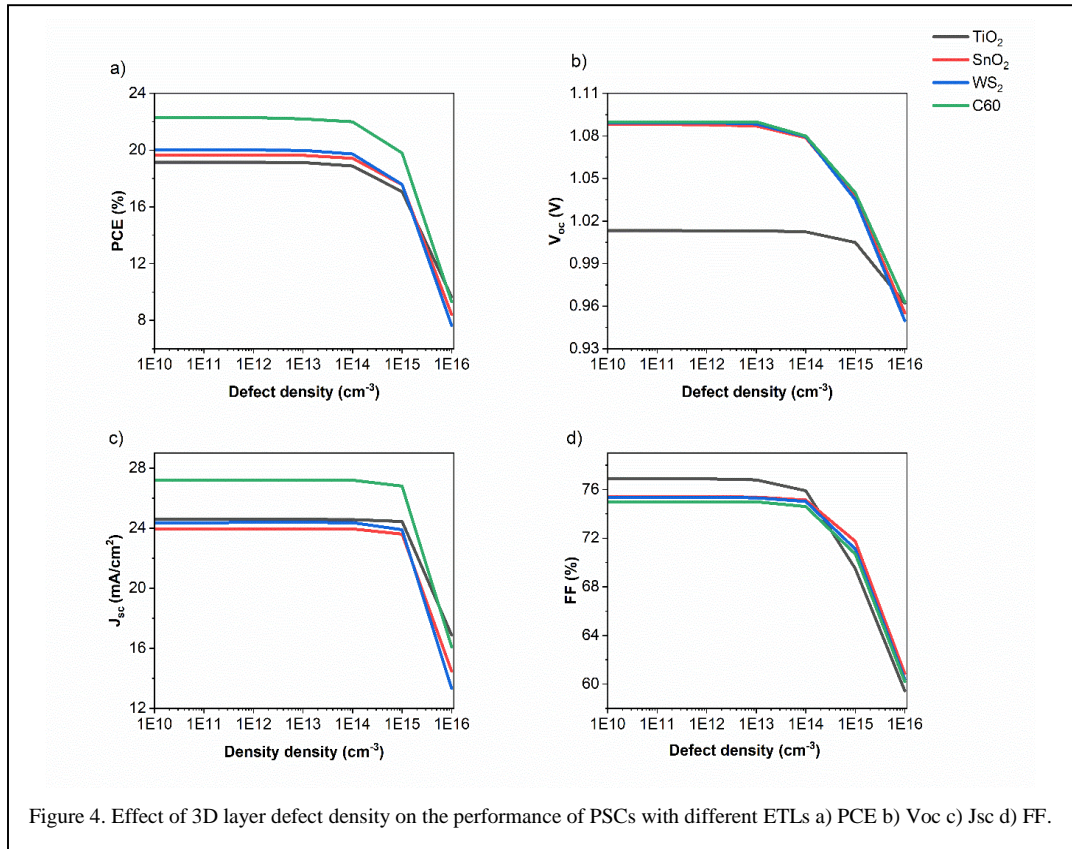 TiO2
SnO2
WS2
C60
a)
24
20
16
12
8
PCE (%)
1E10 1E11 1E12 1E13 1E14 1E15 1E16
Defect density (cm-3)
b)
1.11
1.08
1.05
1.02
0.99
0.96
0.93
Voc (V)
1E10 1E11 1E12 1E13 1E14 1E15 1E16
Defect density (cm-3)
c)
28
24
20
16
12
Jsc (mA/cm2)
1E10 1E11 1E12 1E13 1E14 1E15 1E16
Density density (cm-3)
d)
76
72
68
64
60
FF (%)
1E10 1E11 1E12 1E13 1E14 1E15 1E16
Defect density (cm-3)
Figure 4. Effect of 3D layer defect density on the performance of PSCs with different ETLs a) PCE b) Voc c) Jsc d) FF.